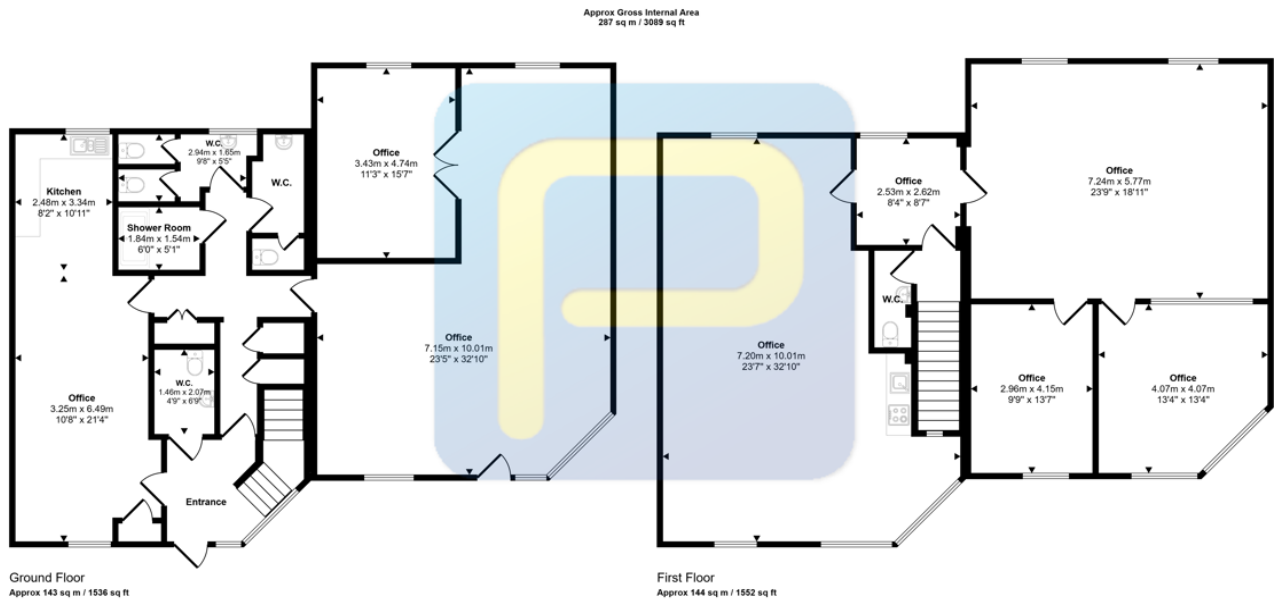 Approx Gross Internal Area
287 sq m / 3089 sq ft
Kitchen
2.48m x 3.34m
8'2" x 10'11"
W.C.
2.94m x 1.65m
9'8" x 5'5"
W.C.
Shower Room
1.84m x 1.54m
6'0" x 5'1"
Office
3.25m x 6.49m
10'8" x 21'4"
W.C.
1.46m x 2.07m
4'9" x 6'9"
Entrance
Office
3.43m x 4.74m
11'3" x 15'7"
Office
7.15m x 10.01m
23'5" x 32'10"
Ground Floor
Approx 143 sq m / 1536 sq ft
Office
2.53m x 2.62m
8'4" x 8'7"
Office
7.24m x 5.77m
23'9" x 18'11"
W.C.
Office
7.20m x 10.01m
23'7" x 32'10"
Office
2.96m x 4.15m
9'9" x 13'7"
Office
4.07m x 4.07m
13'4" x 13'4"
First Floor
Approx 144 sq m / 1552 sq ft